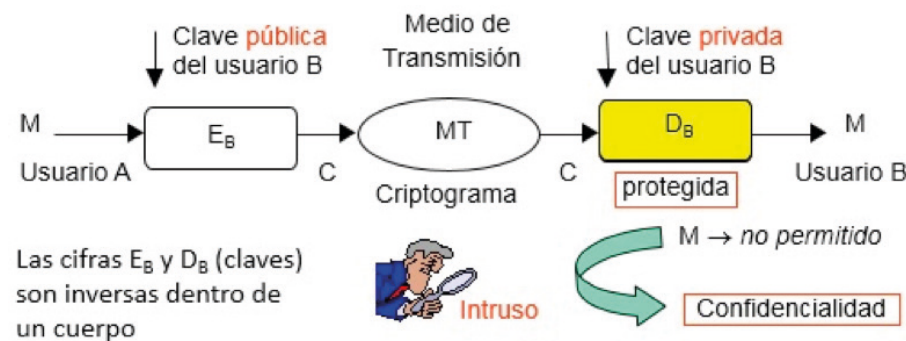 Clave pública
del usuario B
Medio de
Transmisión
Clave privada
del usuario B
M
E_B
MT
D_B
M
Usuario A
C
Criptograma
C
protegida
Usuario B
Las cifras E_B y D_B (claves)
son inversas dentro de
un cuerpo
Intruso
M → no permitido
Confidencialidad